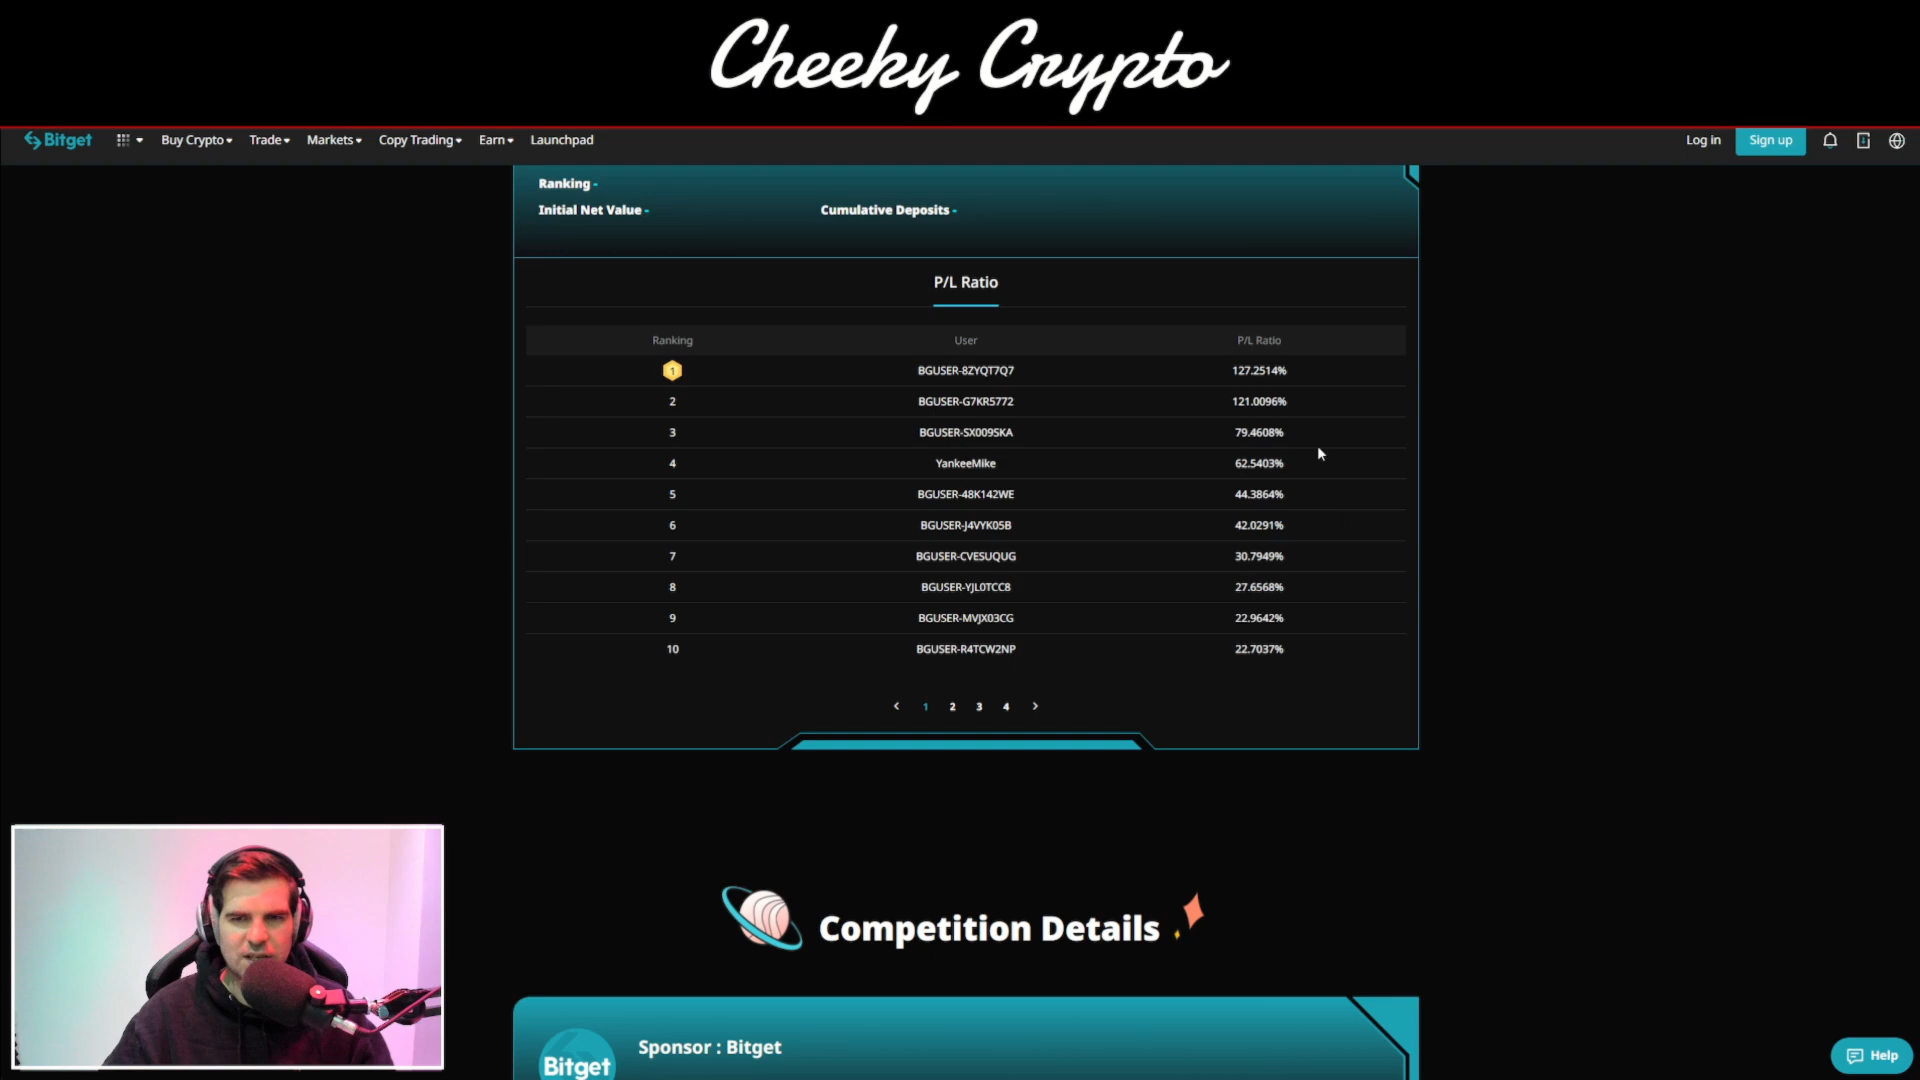 Cheeky Crypto
Bitget Buy Crypto Trade Markets Copy Trading Earn Launchpad Log in Sign up
Ranking -
Initial Net Value - Cumulative Deposits -
P/L Ratio
Ranking User P/L Ratio
1 BGUSER-8ZYQT7Q7 127.2514%
2 BGUSER-G7KR5772 121.0096%
3 BGUSER-SX009SKA 79.4608%
4 YankeeMike 62.5403%
5 BGUSER-48K142WE 44.3864%
6 BGUSER-J4VYK05B 42.0291%
7 BGUSER-CVESUQUG 30.7949%
8 BGUSER-YJL0TCC8 27.6568%
9 BGUSER-MVJX03CG 22.9642%
10 BGUSER-R4TCW2NP 22.7037%
1 2 3 4
Competition Details
Sponsor : Bitget
Bitget
Help